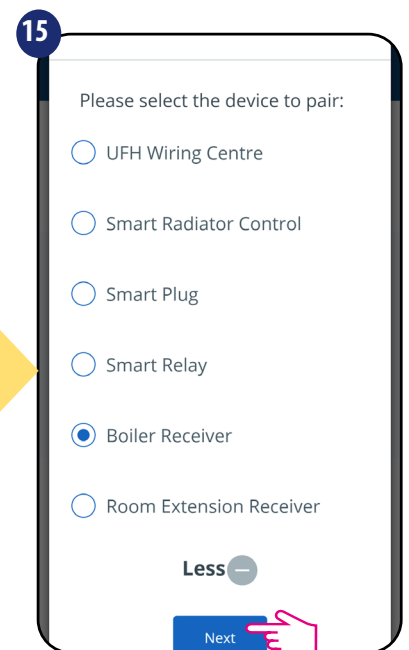 15
Please select the device to pair:
UFH Wiring Centre
Smart Radiator Control
Smart Plug
Smart Relay
Boiler Receiver
Room Extension Receiver
Less
Next